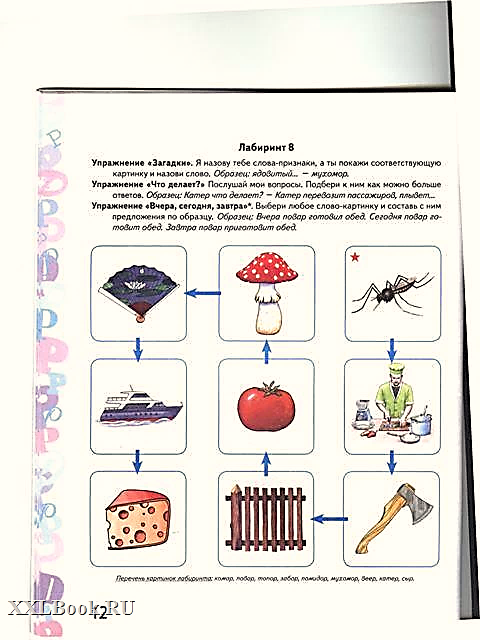 Лабиринт 8
Упражнение «Загадки». Я назову тебе слова-признаки, а ты покажи соответствующую
картинку и назови слово. Образец: ядовитый... — мухомор.
Упражнение «Что делает?» Послушай мои вопросы. Подбери к ним как можно больше
ответов. Образец: Катер что делает? — Катер перевозит пассажиров, плывет...
Упражнение «Вчера, сегодня, завтра»*. Выбери любое слово-картинку и составь с ним
предложения по образцу. Образец: Вчера повар готовил обед. Сегодня повар го-
товит обед. Завтра повар приготовит обед.
Перечень картинок лабиринта: комар, повар, топор, забор, помидор, мухомор, веер, катер, сыр.
XXLBook.RU
12